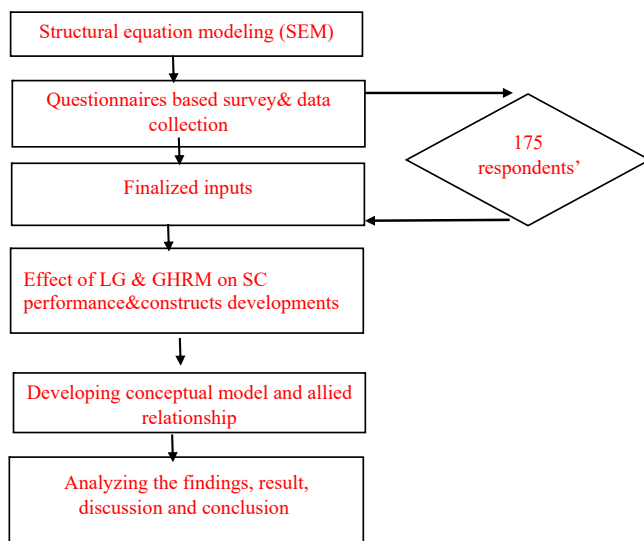 Structural equation modeling (SEM)
Questionnaires based survey& data
collection
175
respondents’
Finalized inputs
Effect of LG & GHRM on SC
performance&constructs developments
Developing conceptual model and allied
relationship
Analyzing the findings, result,
discussion and conclusion